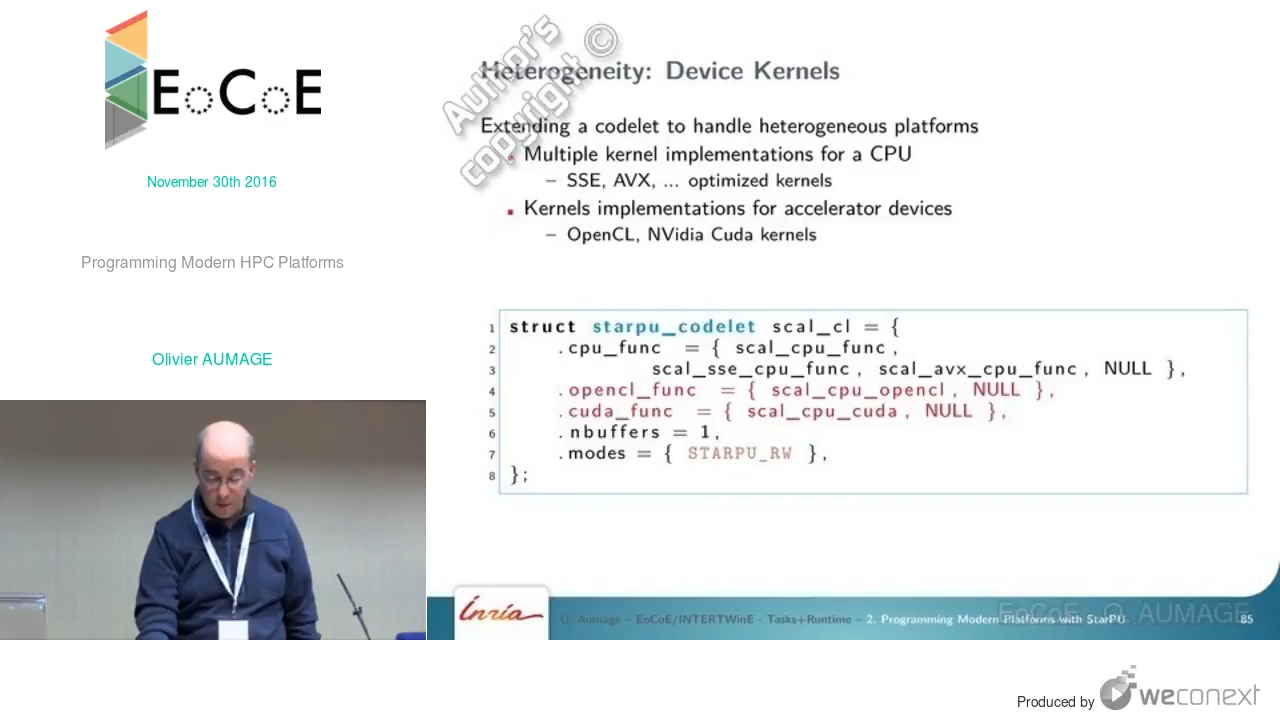 EoCoE
November 30th 2016
Programming Modern HPC Platforms
Olivier AUMAGE
Author's
copyright ©
Heterogeneity: Device Kernels
Extending a codelet to handle heterogeneous platforms
Multiple kernel implementations for a CPU
– SSE, AVX, ... optimized kernels
Kernels implementations for accelerator devices
– OpenCL, NVidia Cuda kernels
1 struct starpu_codelet scal_cl = {
2 .cpu_func = { scal_cpu_func,
3 scal_sse_cpu_func, scal_avx_cpu_func, NULL },
4 .opencl_func = { scal_cpu_opencl, NULL },
5 .cuda_func = { scal_cpu_cuda, NULL },
6 .nbuffers = 1,
7 .modes = { STARPU_RW },
8 };
Inria
O. Aumage – EoCoE/INTERTWinE - Tasks+Runtime – 2. Programming Modern Platforms with StarPU
EoCoE - O. AUMAGE
85
Produced by weconext